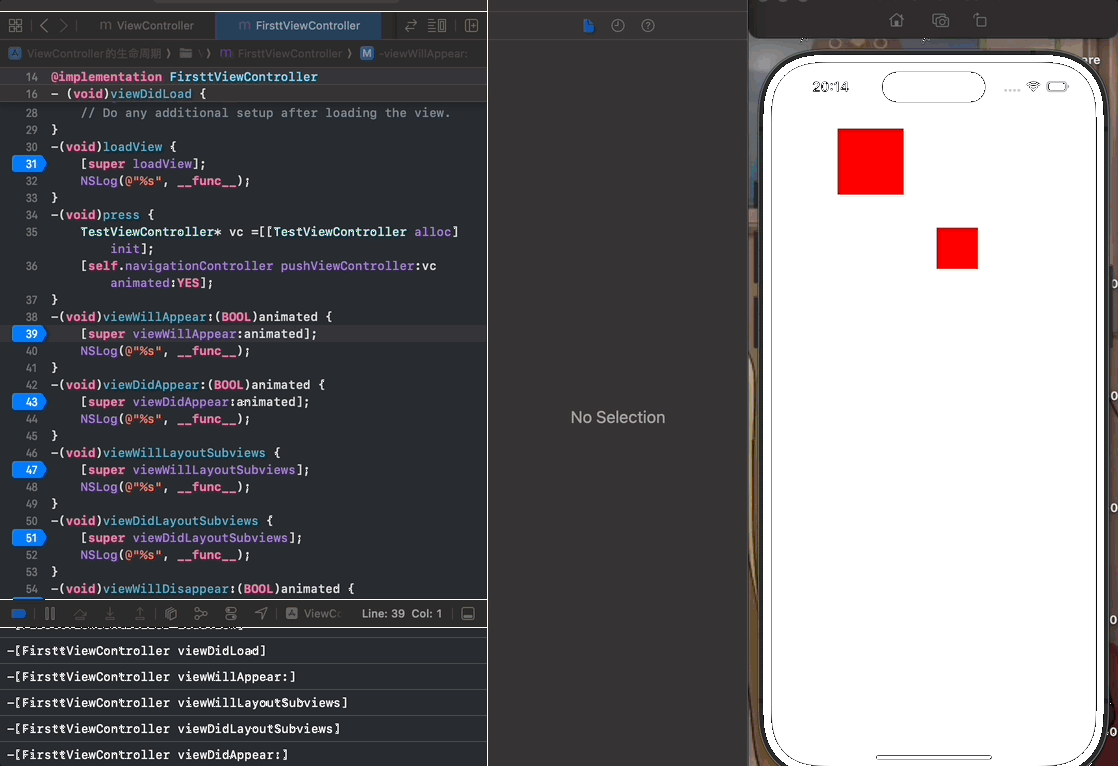 ViewController
FirsttViewController
ViewController的生命周期 〉 〉 FirsttViewController 〉 M -viewWillAppear:
14 @implementation FirsttViewController
16 - (void)viewDidLoad {
28 // Do any additional setup after loading the view.
29 }
30 -(void)loadView {
31 [super loadView];
32 NSLog(@"%s", __func__);
33 }
34 -(void)press {
35 TestViewController* vc =[[TestViewController alloc]
init];
36 [self.navigationController pushViewController:vc
animated:YES];
37 }
38 -(void)viewWillAppear:(BOOL)animated {
39 [super viewWillAppear:animated];
40 NSLog(@"%s", __func__);
41 }
42 -(void)viewDidAppear:(BOOL)animated {
43 [super viewDidAppear:animated];
44 NSLog(@"%s", __func__);
45 }
46 -(void)viewWillLayoutSubviews {
47 [super viewWillLayoutSubviews];
48 NSLog(@"%s", __func__);
49 }
50 -(void)viewDidLayoutSubviews {
51 [super viewDidLayoutSubviews];
52 NSLog(@"%s", __func__);
53 }
54 -(void)viewWillDisappear:(BOOL)animated {
ViewCo Line: 39 Col: 1
-[FirsttViewController viewDidLoad]
-[FirsttViewController viewWillAppear:]
-[FirsttViewController viewWillLayoutSubviews]
-[FirsttViewController viewDidLayoutSubviews]
-[FirsttViewController viewDidAppear:]
No Selection
20:14